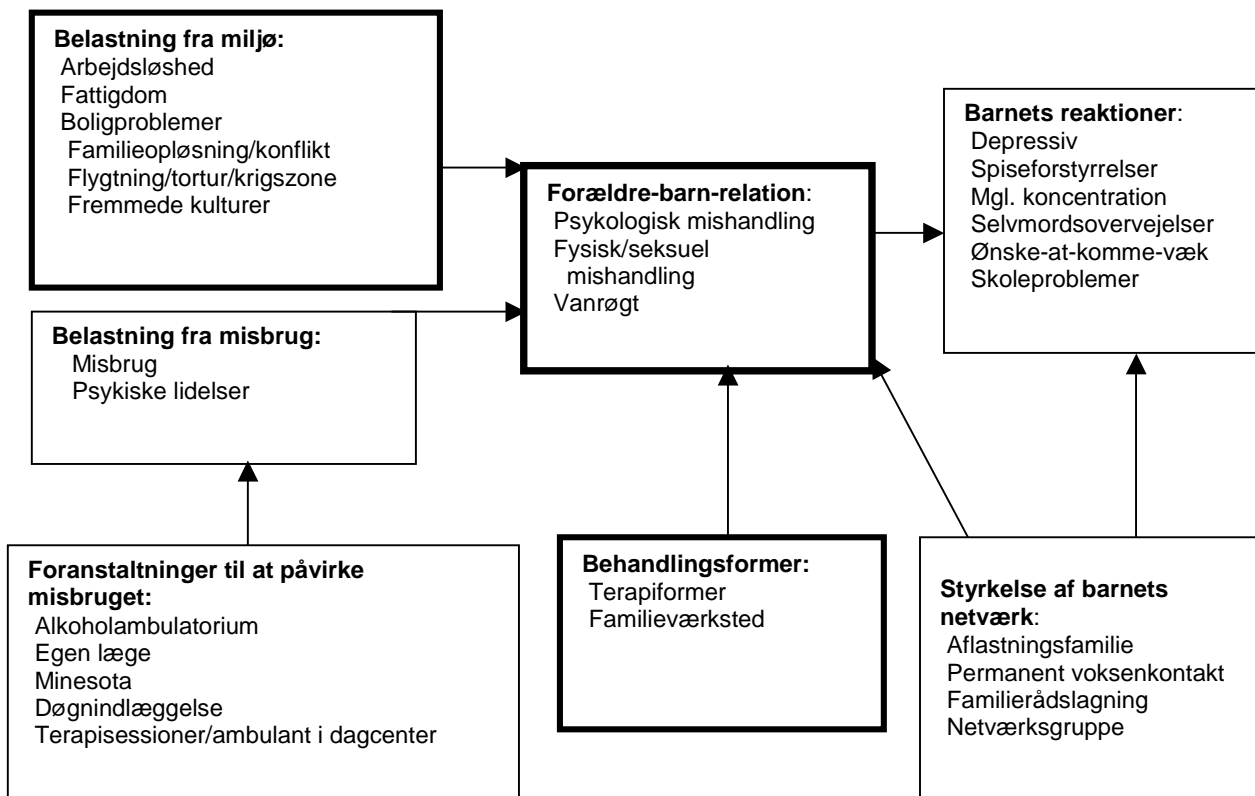 Belastning fra miljø:
Arbejdsløshed
Fattigdom
Boligproblemer
Familieopløsning/konflikt
Flygtning/tortur/krigszone
Fremmede kulturer
Belastning fra misbrug:
Misbrug
Psykiske lidelser
Forældre-barn-relation:
Psykologisk mishandling
Fysisk/seksuel
mishandling
Vanrøgt
Barnets reaktioner:
Depressiv
Spiseforstyrrelser
Mgl. koncentration
Selvmordsovervejelser
Ønske-at-komme-væk
Skoleproblemer
Foranstaltninger til at påvirke
misbruget:
Alkoholambulatorium
Egen læge
Minesota
Døgnindlæggelse
Terapisessioner/ambulant i dagcenter
Behandlingsformer:
Terapiformer
Familieværksted
Styrkelse af barnets
netværk:
Aflastningsfamilie
Permanent voksenkontakt
Familierådslagning
Netværksgruppe